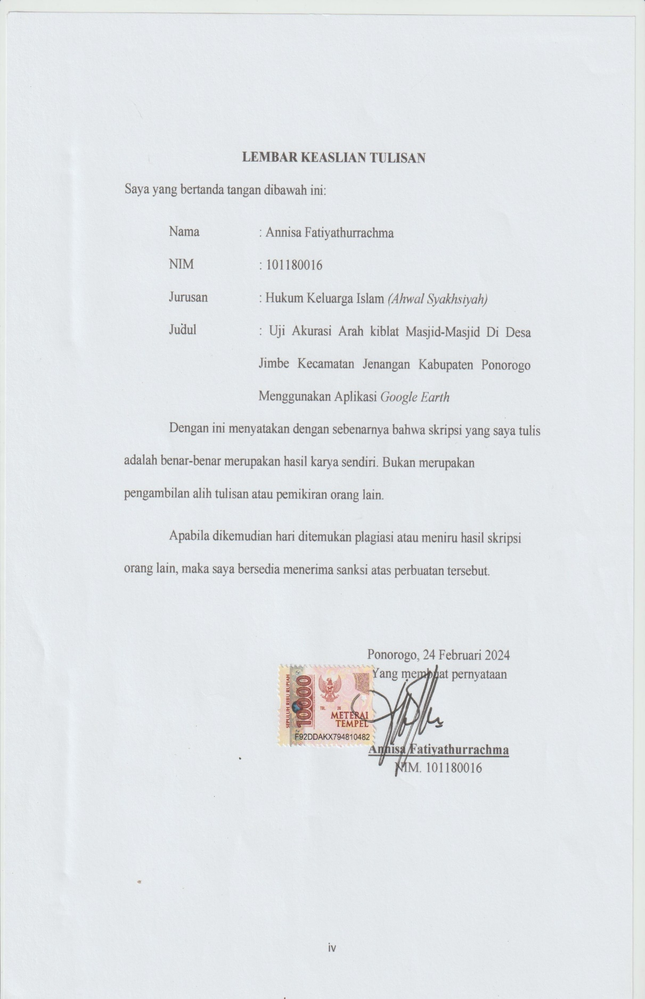 LEMBAR KEASLIAN TULISAN
Saya yang bertanda tangan dibawah ini:
Nama : Annisa Fatiyathurrachma
NIM : 101180016
Jurusan : Hukum Keluarga Islam (Ahwal Syakhsiyah)
Judul : Uji Akurasi Arah kiblat Masjid-Masjid Di Desa
Jimbe Kecamatan Jenangan Kabupaten Ponorogo
Menggunakan Aplikasi Google Earth
Dengan ini menyatakan dengan sebenarnya bahwa skripsi yang saya tulis
adalah benar-benar merupakan hasil karya sendiri. Bukan merupakan
pengambilan alih tulisan atau pemikiran orang lain.
Apabila dikemudian hari ditemukan plagiasi atau meniru hasil skripsi
orang lain, maka saya bersedia menerima sanksi atas perbuatan tersebut.
Ponorogo, 24 Februari 2024
Yang membuat pernyataan
SEPULUH RIBU RUPIAH
10000
TGL. 20
METERAI
TEMPEL
F92DDAKX794810482
Annisa Fatiyathurrachma
NIM. 101180016
iv